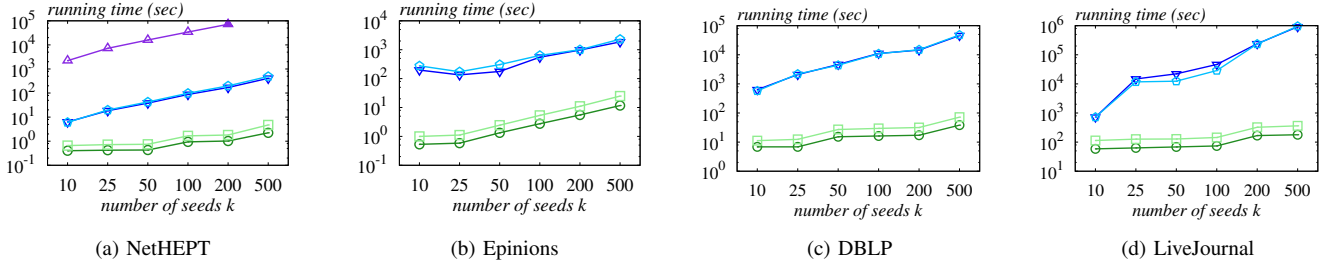 running time (sec)
10^5
10^4
10^3
10^2
10^1
10^0
10^-1
10 25 50 100 200 500
number of seeds k
(a) NetHEPT
running time (sec)
10^4
10^3
10^2
10^1
10^0
10^-1
10 25 50 100 200 500
number of seeds k
(b) Epinions
running time (sec)
10^5
10^4
10^3
10^2
10^1
10^0
10 25 50 100 200 500
number of seeds k
(c) DBLP
running time (sec)
10^6
10^5
10^4
10^3
10^2
10^1
10 25 50 100 200 500
number of seeds k
(d) LiveJournal